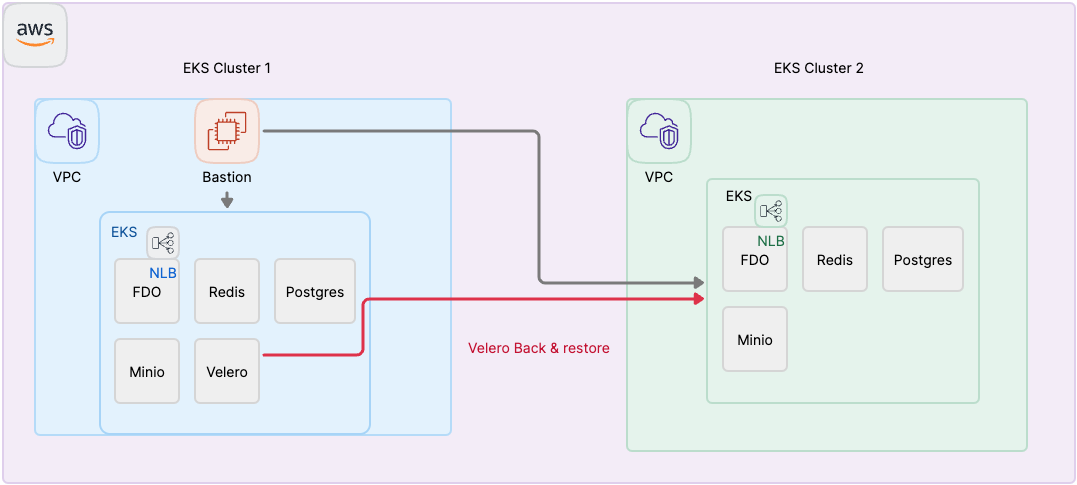 aws
EKS Cluster 1
EKS Cluster 2
VPC
Bastion
EKS
NLB
FDO
Redis
Postgres
Minio
Velero
Velero Back & restore
VPC
EKS
NLB
FDO
Redis
Postgres
Minio